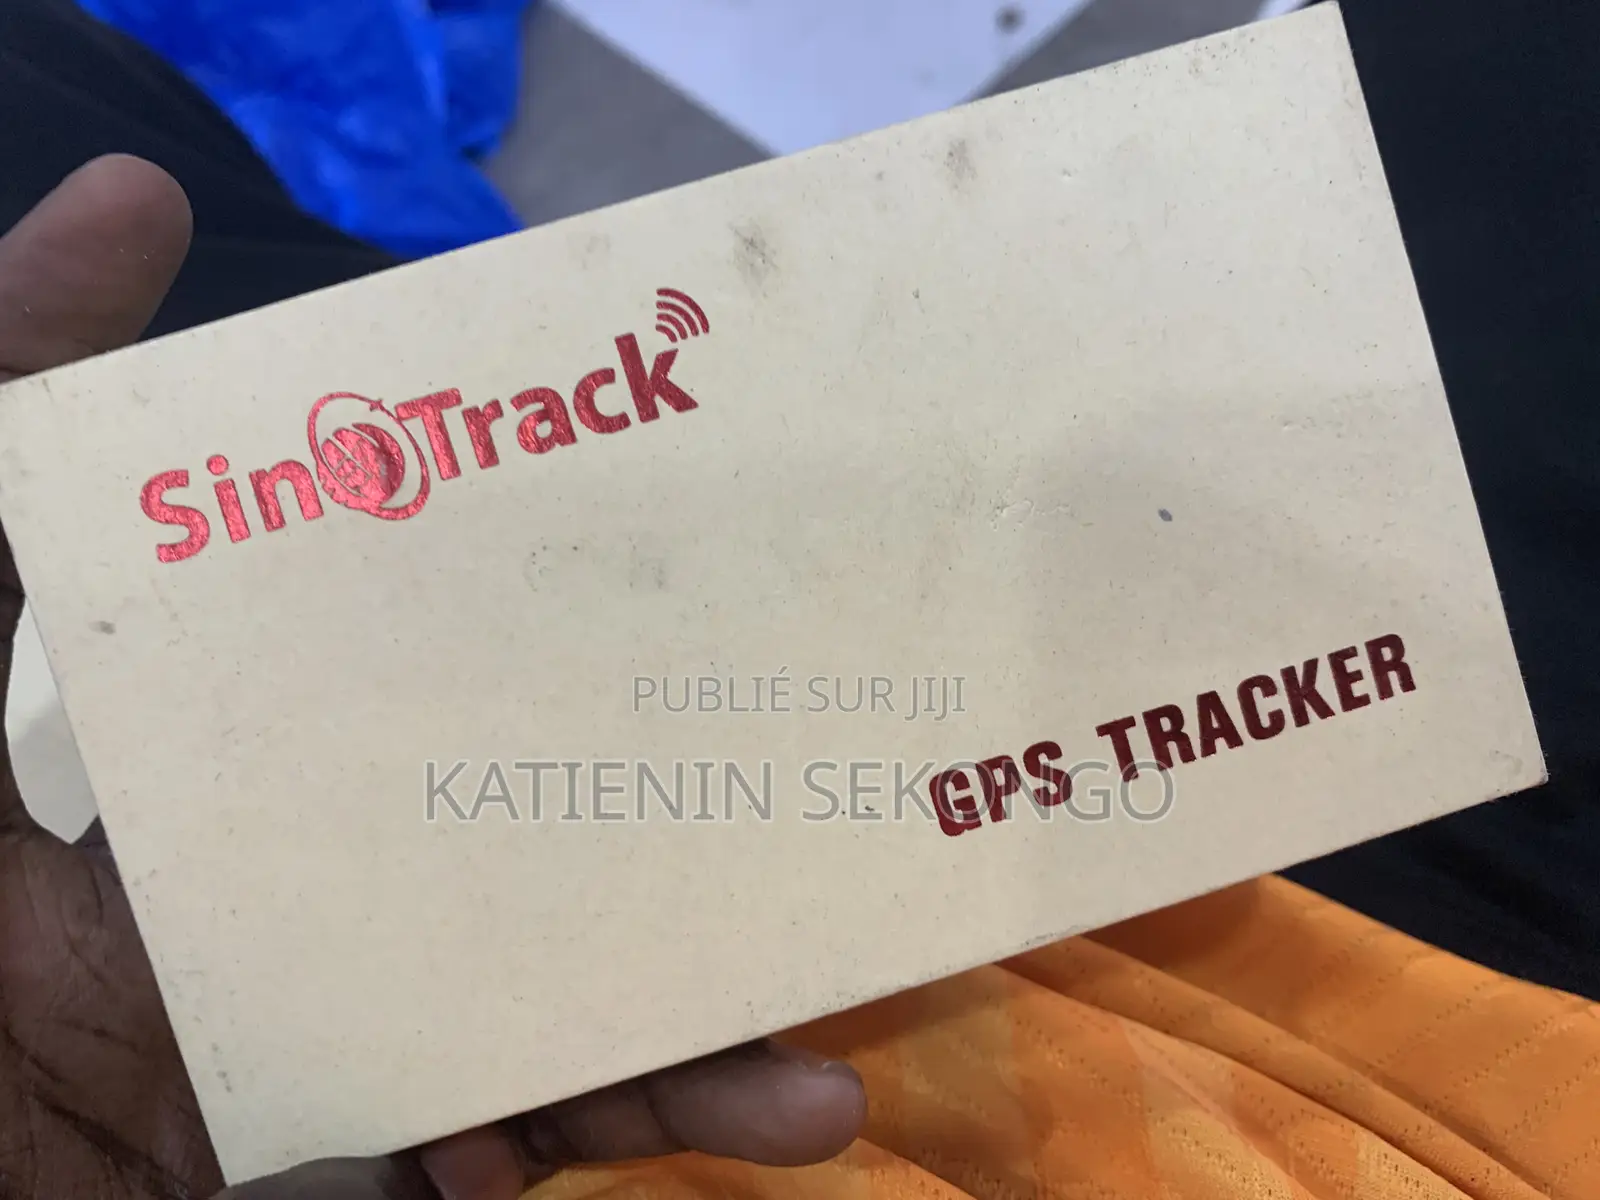 SinoTrack
PUBLIÉ SUR JIJI
KATIENIN SEKONGO
GPS TRACKER